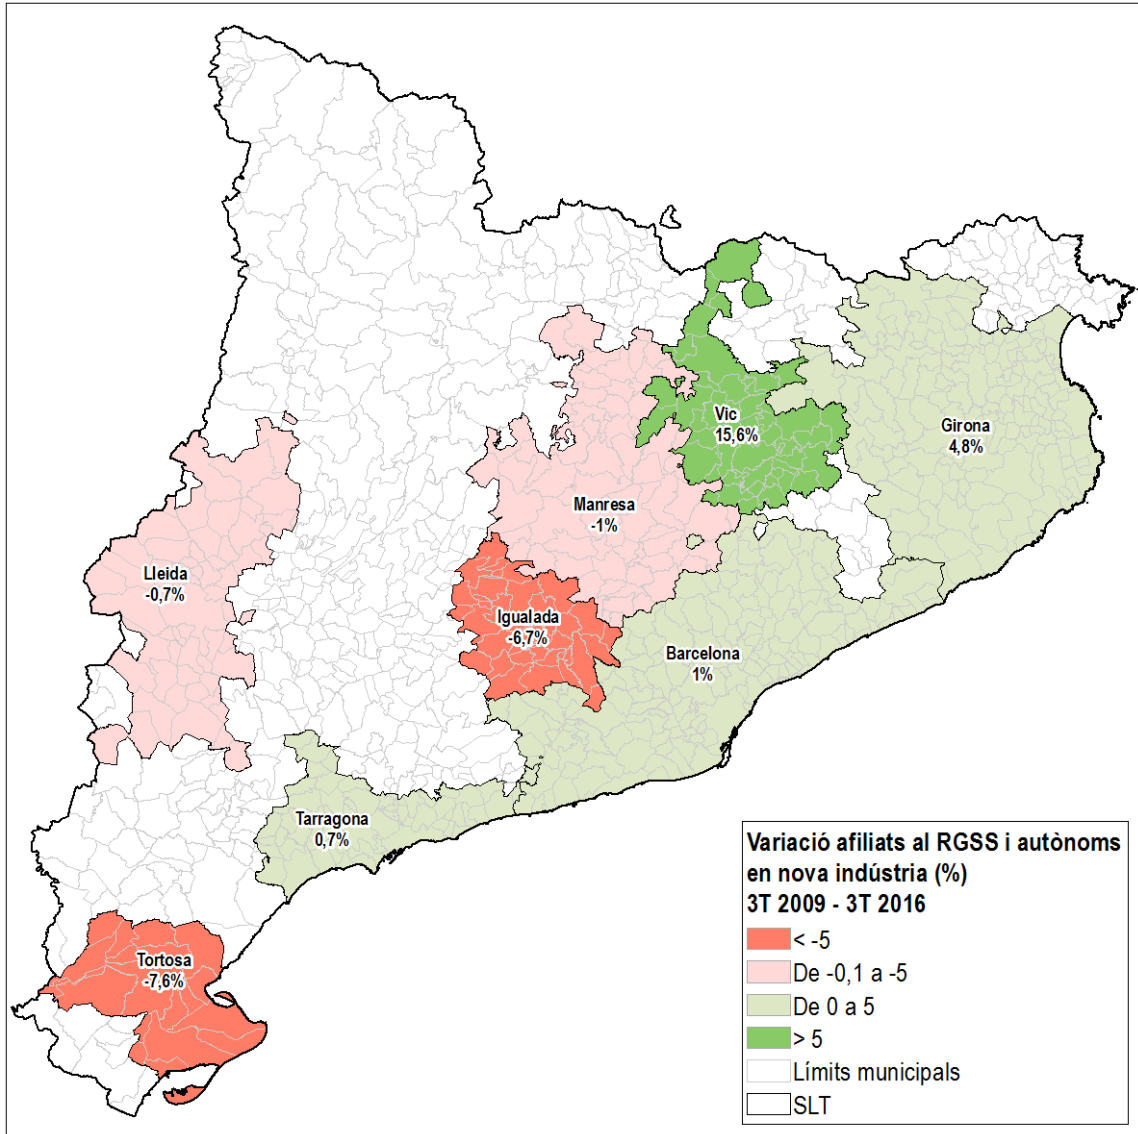 Vic
15,6%
Girona
4,8%
Manresa
-1%
Lleida
-0,7%
Igualada
-6,7%
Barcelona
1%
Tarragona
0,7%
Tortosa
-7,6%
Variació afiliats al RGSS i autònoms
en nova indústria (%)
3T 2009 - 3T 2016
< -5
De -0,1 a -5
De 0 a 5
> 5
Límits municipals
SLT